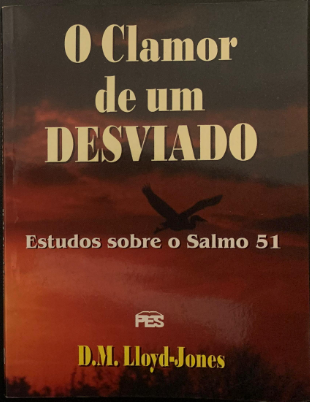 O Clamor
de um
DESVIADO
Estudos sobre o Salmo 51
PES
D.M. Lloyd-Jones